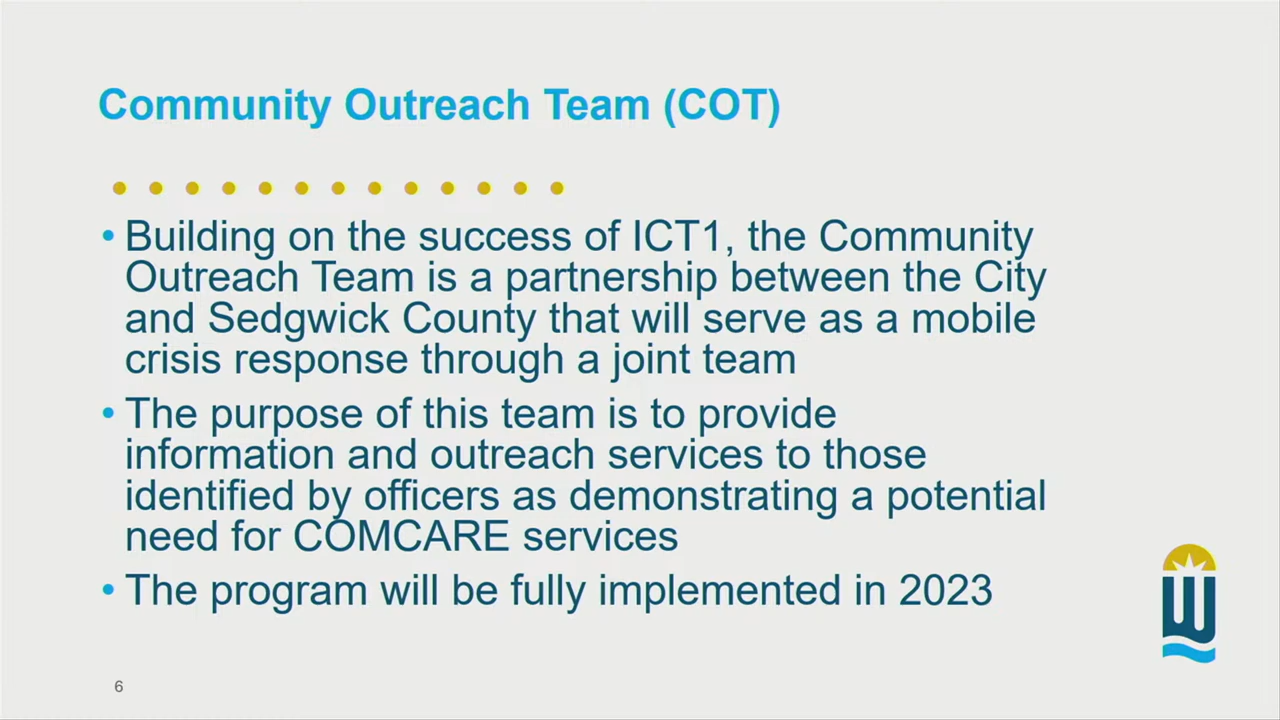 Community Outreach Team (COT)
• Building on the success of ICT1, the Community
Outreach Team is a partnership between the City
and Sedgwick County that will serve as a mobile
crisis response through a joint team
• The purpose of this team is to provide
information and outreach services to those
identified by officers as demonstrating a potential
need for COMCARE services
• The program will be fully implemented in 2023
W
6